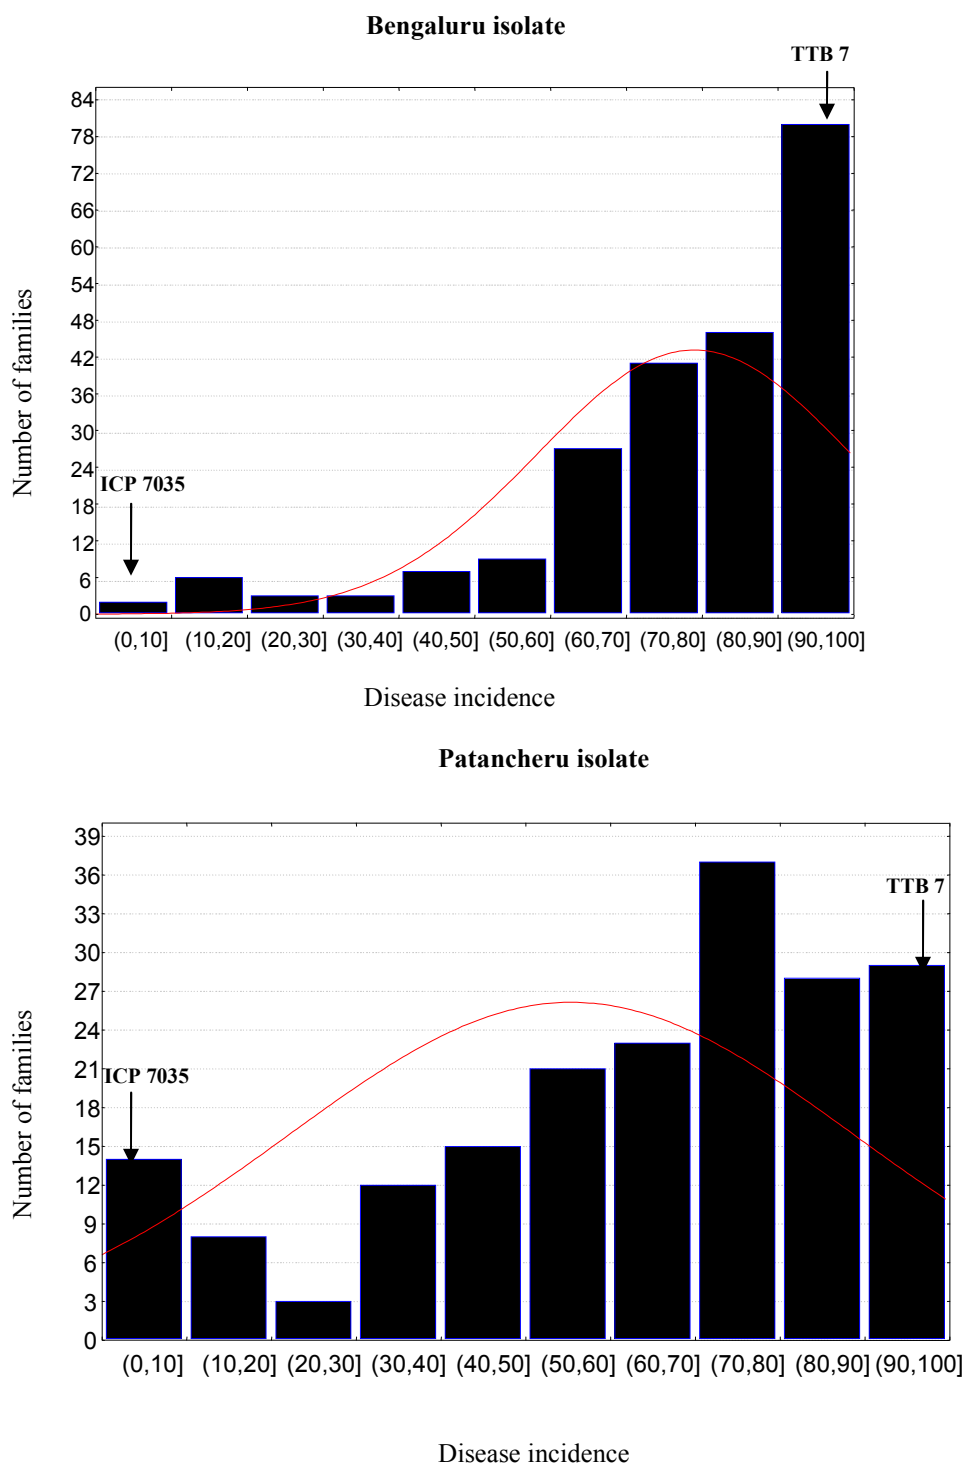 Bengaluru isolate
TTB 7
84
78
72
66
60
54
48
42
36
30
24
18
12
6
0
Number of families
ICP 7035
(0,10] (10,20] (20,30] (30,40] (40,50] (50,60] (60,70] (70,80] (80,90] (90,100]
Disease incidence
Patancheru isolate
39
36
33
30
27
24
21
18
15
12
9
6
3
0
Number of families
TTB 7
ICP 7035
(0,10] (10,20] (20,30] (30,40] (40,50] (50,60] (60,70] (70,80] (80,90] (90,100]
Disease incidence